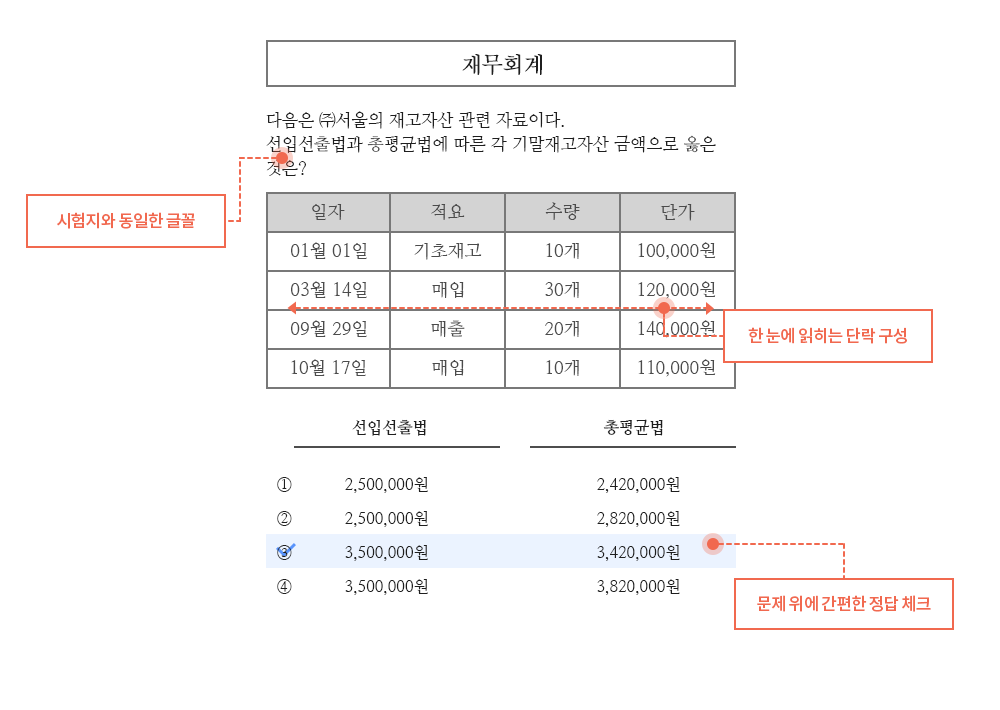 재무회계
다음은 ㈜서울의 재고자산 관련 자료이다.
선입선출법과 총평균법에 따른 각 기말재고자산 금액으로 옳은
것은?
시험지와 동일한 글꼴
일자 적요 수량 단가
01월 01일 기초재고 10개 100,000원
03월 14일 매입 30개 120,000원
09월 29일 매출 20개 140,000원
한 눈에 읽히는 단락 구성
10월 17일 매입 10개 110,000원
선입선출법 총평균법
① 2,500,000원 2,420,000원
② 2,500,000원 2,820,000원
③ 3,500,000원 3,420,000원
④ 3,500,000원 3,820,000원
문제 위에 간편한 정답 체크